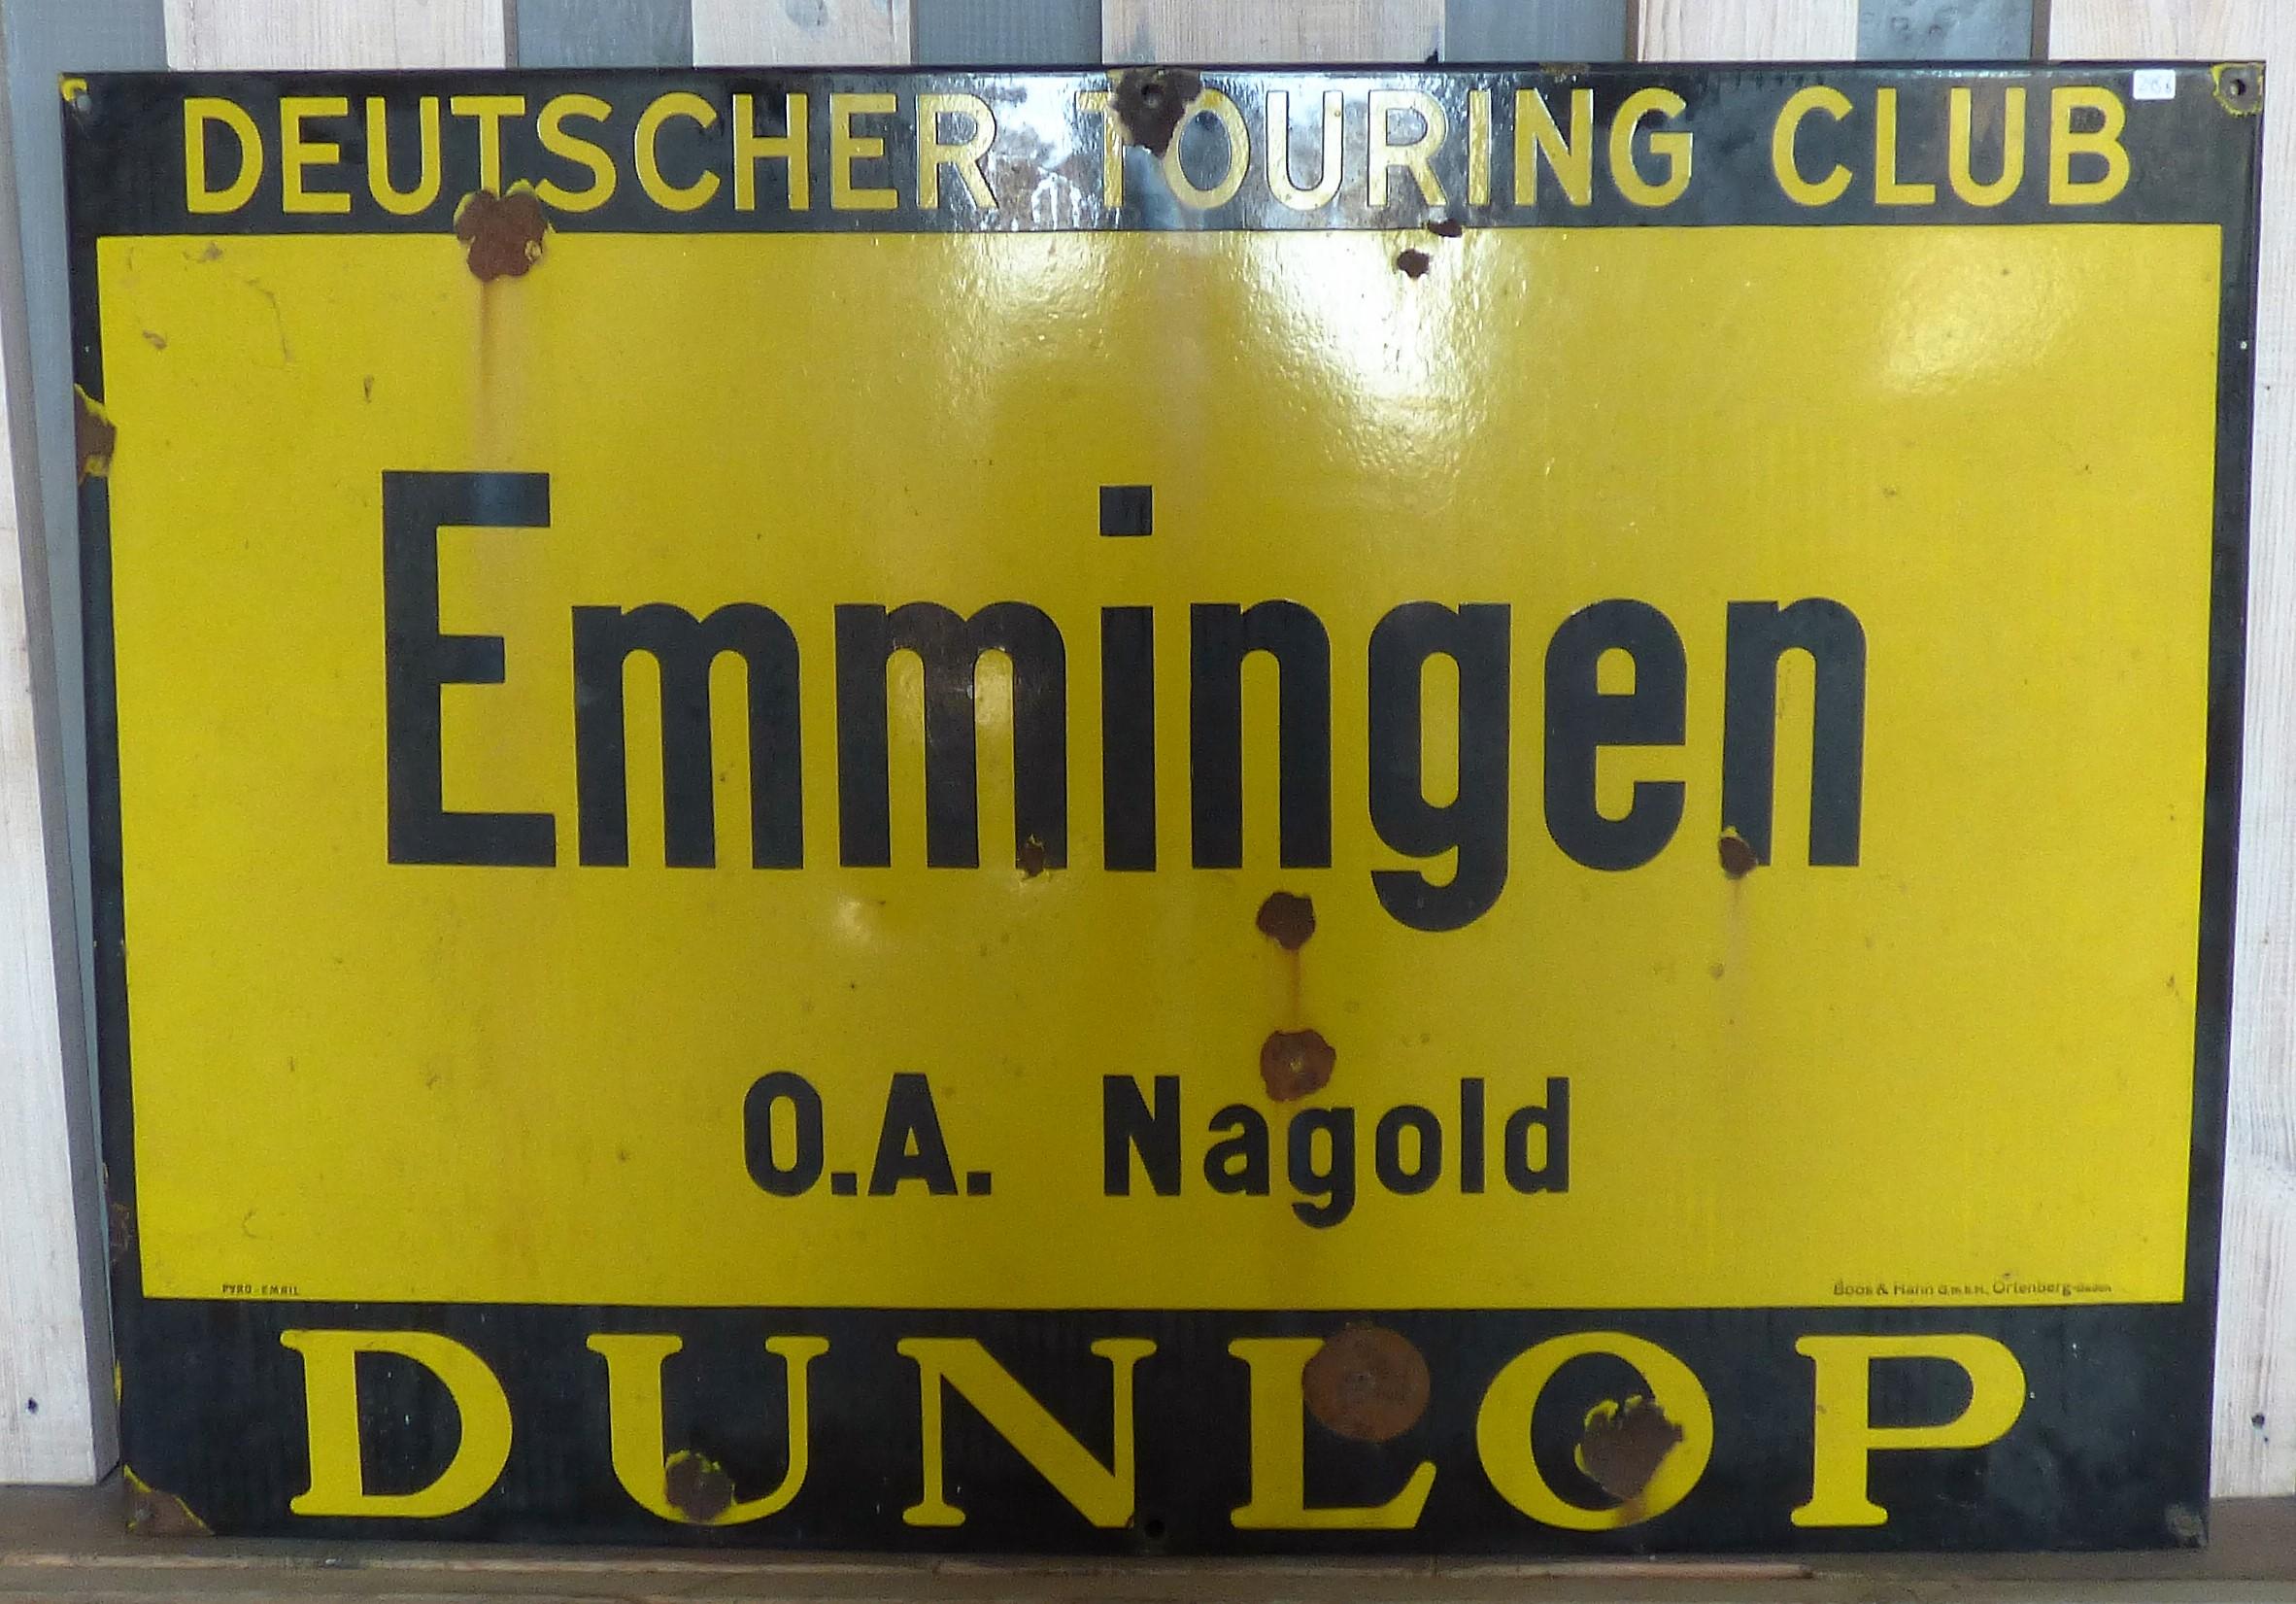 DEUTSCHER TOURING CLUB
Emmingen
O.A. Nagold
PYRO-EMAIL
Boos & Hahn G.m.b.H., Ortenberg-Baden
DUNLOP